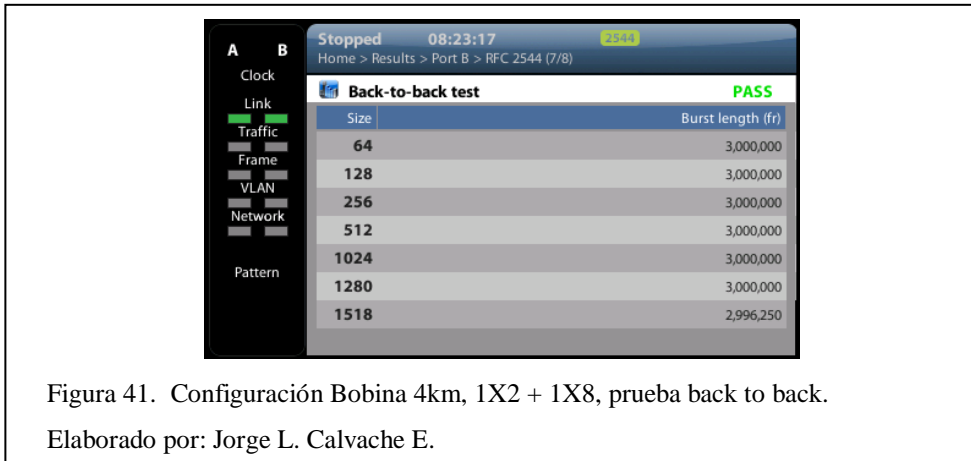 A B
Clock
Link
Traffic
Frame
VLAN
Network
Pattern
Stopped 08:23:17 2544
Home > Results > Port B > RFC 2544 (7/8)
Back-to-back test PASS
Size Burst length (fr)
64 3,000,000
128 3,000,000
256 3,000,000
512 3,000,000
1024 3,000,000
1280 3,000,000
1518 2,996,250
Figura 41. Configuración Bobina 4km, 1X2 + 1X8, prueba back to back.
Elaborado por: Jorge L. Calvache E.